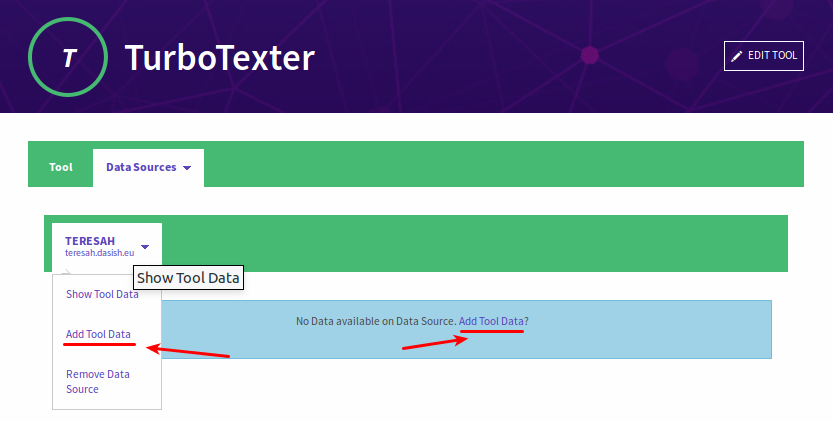 T
TurboTexter
EDIT TOOL
Tool
Data Sources
TERESAH
teresah.dasish.eu
Show Tool Data
Show Tool Data
No Data available on Data Source. Add Tool Data?
Add Tool Data
Remove Data
Source